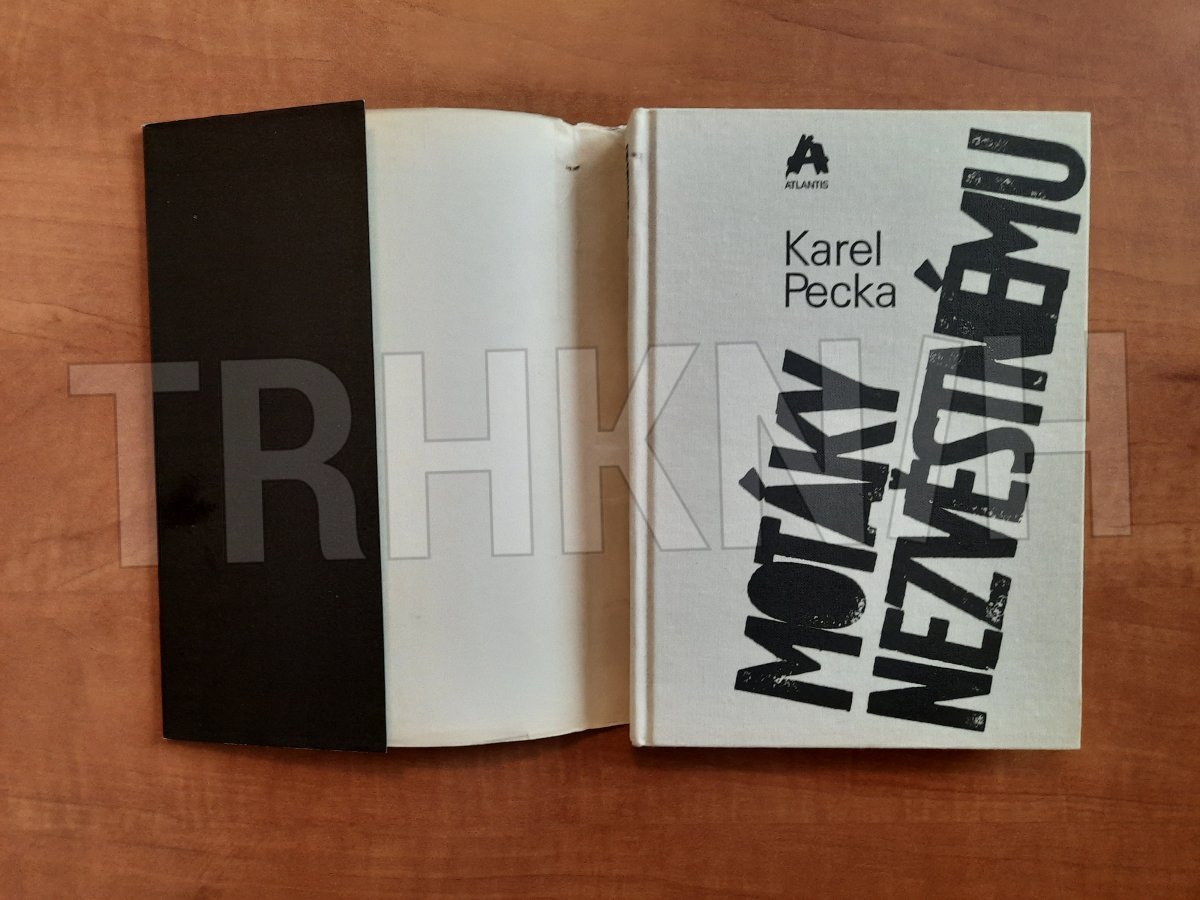 ATLANTIS
Karel
Pecka
MOTÁKY
NEZVĚSTNÉMU
TRHKNIH